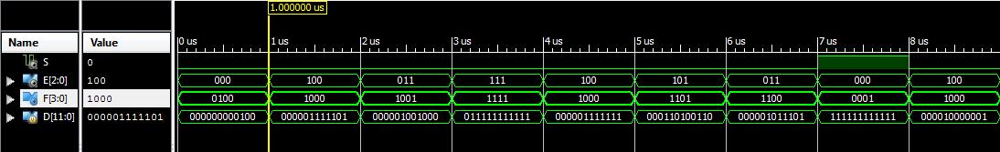 1.000000 us
Name Value 0 us 1 us 2 us 3 us 4 us 5 us 6 us 7 us 8 us
S 0
E[2:0] 100 000 100 011 111 100 101 011 000 100
F[3:0] 1000 0100 1000 1001 1111 1000 1101 1100 0001 1000
D[11:0] 000001111101 000000000100 000001111101 000001001000 011111111111 000001111111 000110100110 000001011101 111111111111 000010000001